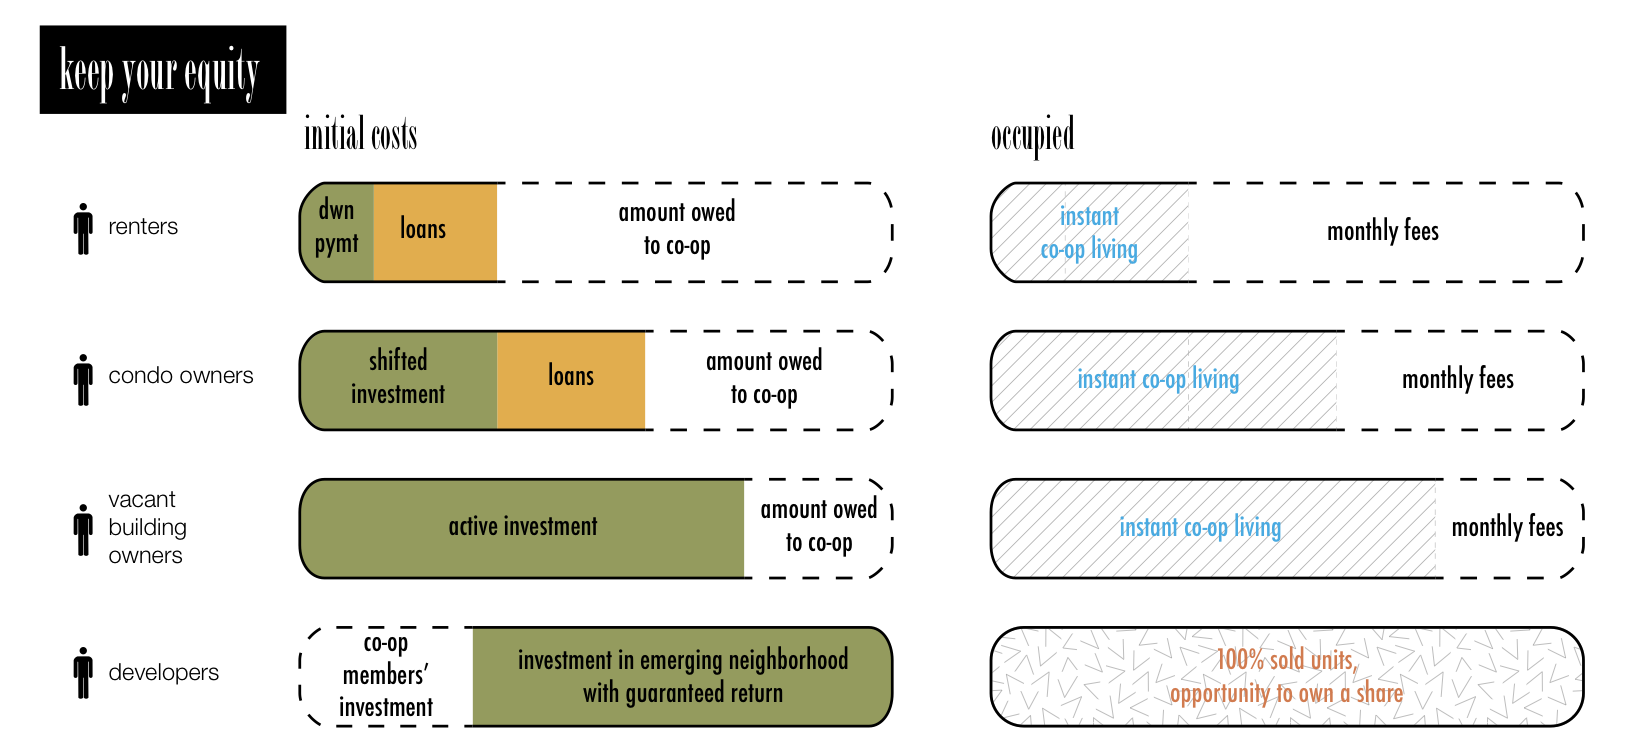 keep your equity
initial costs
occupied
renters
dwn
pymt
loans
amount owed
to co-op
instant
co-op living
monthly fees
condo owners
shifted
investment
loans
amount owed
to co-op
instant co-op living
monthly fees
vacant
building
owners
active investment
amount owed
to co-op
instant co-op living
monthly fees
developers
co-op
members’
investment
investment in emerging neighborhood
with guaranteed return
100% sold units,
opportunity to own a share